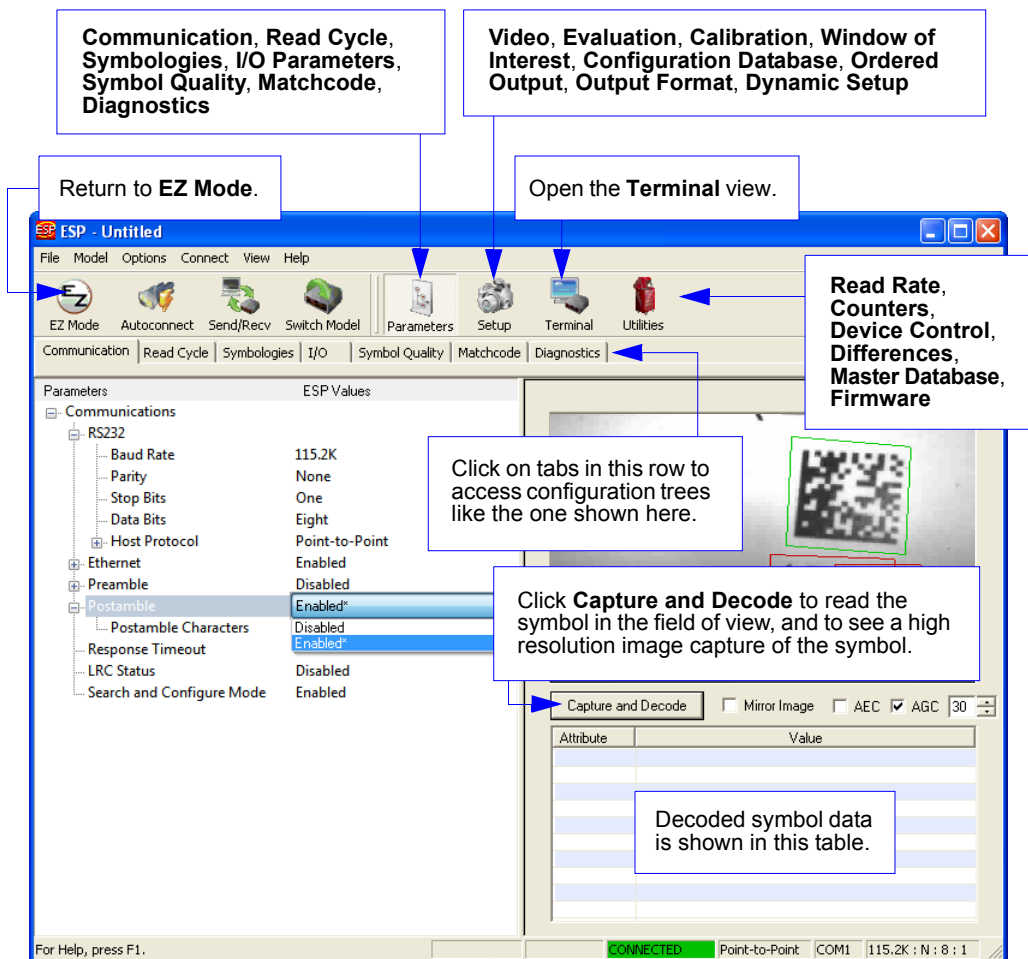 Communication, Read Cycle,
Symbologies, I/O Parameters,
Symbol Quality, Matchcode,
Diagnostics
Video, Evaluation, Calibration, Window of
Interest, Configuration Database, Ordered
Output, Output Format, Dynamic Setup
Return to EZ Mode.
Open the Terminal view.
ESP - Untitled
File Model Options Connect View Help
EZ Mode Autoconnect Send/Recv Switch Model Parameters Setup Terminal Utilities
Read Rate,
Counters,
Device Control,
Differences,
Master Database,
Firmware
Communication Read Cycle Symbologies I/O Symbol Quality Matchcode Diagnostics
Parameters ESP Values
Communications
RS232
Baud Rate 115.2K
Parity None
Stop Bits One
Data Bits Eight
Host Protocol Point-to-Point
Ethernet Enabled
Preamble Disabled
Postamble Enabled*
Postamble Characters Disabled
Enabled*
Response Timeout
LRC Status Disabled
Search and Configure Mode Enabled
Click on tabs in this row to
access configuration trees
like the one shown here.
Click Capture and Decode to read the
symbol in the field of view, and to see a high
resolution image capture of the symbol.
Capture and Decode Mirror Image AEC AGC 30
Attribute Value
Decoded symbol data
is shown in this table.
For Help, press F1. CONNECTED Point-to-Point COM1 115.2K : N : 8 : 1